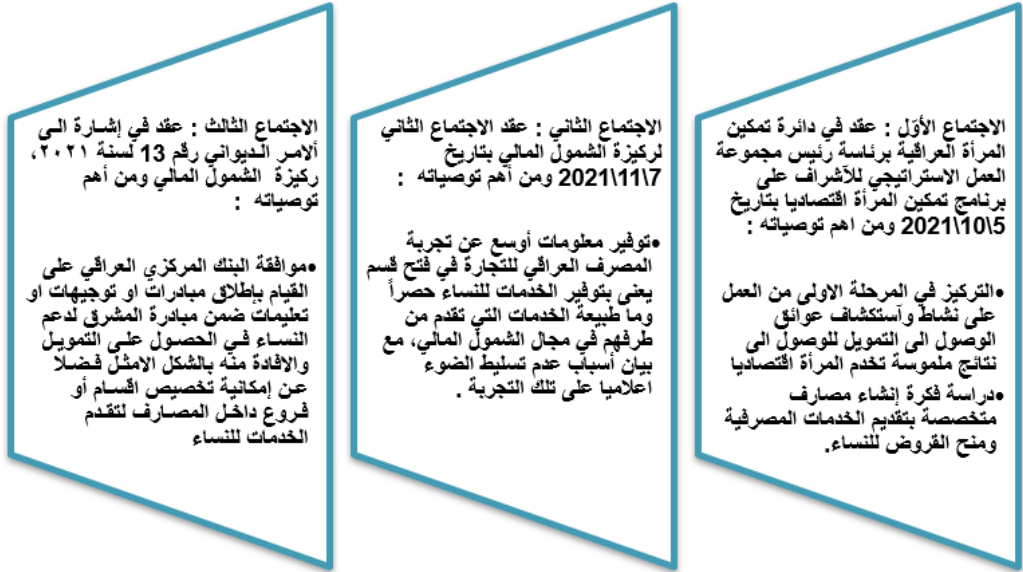 الاجتماع الأوّل : عقد في دائرة تمكين
المرأة العراقية برئاسة رئيس مجموعة
العمل الاستراتيجي للآشراف على
برنامج تمكين المرأة اقتصاديا بتاريخ
5\10\2021 ومن اهم توصياته :
•التركيز في المرحلة الاولى من العمل
على نشاط وآستكشاف عوائق
الوصول الى التمويل للوصول الى
نتائج ملموسة تخدم المرأة اقتصاديا
•دراسة فكرة إنشاء مصارف
متخصصة بتقديم الخدمات المصرفية
ومنح القروض للنساء.
الاجتماع الثاني : عقد الاجتماع الثاني
لركيزة الشمول المالي بتاريخ
7\11\2021 ومن أهم توصياته :
•توفير معلومات أوسع عن تجربة
المصرف العراقي للتجارة في فتح قسم
يعنى بتوفير الخدمات للنساء حصراً
وما طبيعة الخدمات التي تقدم من
طرفهم في مجال الشمول المالي، مع
بيان أسباب عدم تسليط الضوء
اعلاميا على تلك التجربة .
الاجتماع الثالث : عقد في إشارة الى
ألامر الديواني رقم 13 لسنة ٢٠٢١،
ركيزة الشمول المالي ومن أهم
توصياته :
•موافقة البنك المركزي العراقي على
القيام بإطلاق مبادرات او توجيهات او
تعليمات ضمن مبادرة المشرق لدعم
النساء في الحصول على التمويل
والافادة منه بالشكل الامثل فضلا
عن إمكانية تخصيص اقسام أو
فروع داخل المصارف لتقدم
الخدمات للنساء